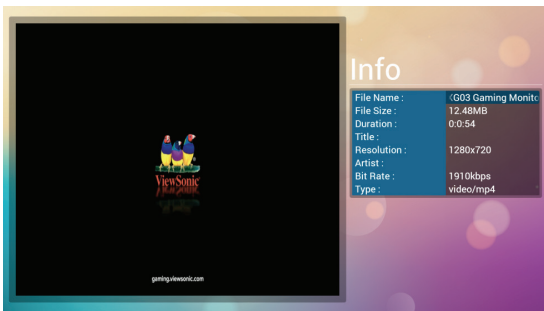 ViewSonic
gaming.viewsonic.com
Info
File Name : G03 Gaming Monito
File Size : 12.48MB
Duration : 0:0:54
Title :
Resolution : 1280x720
Artist :
Bit Rate : 1910kbps
Type : video/mp4